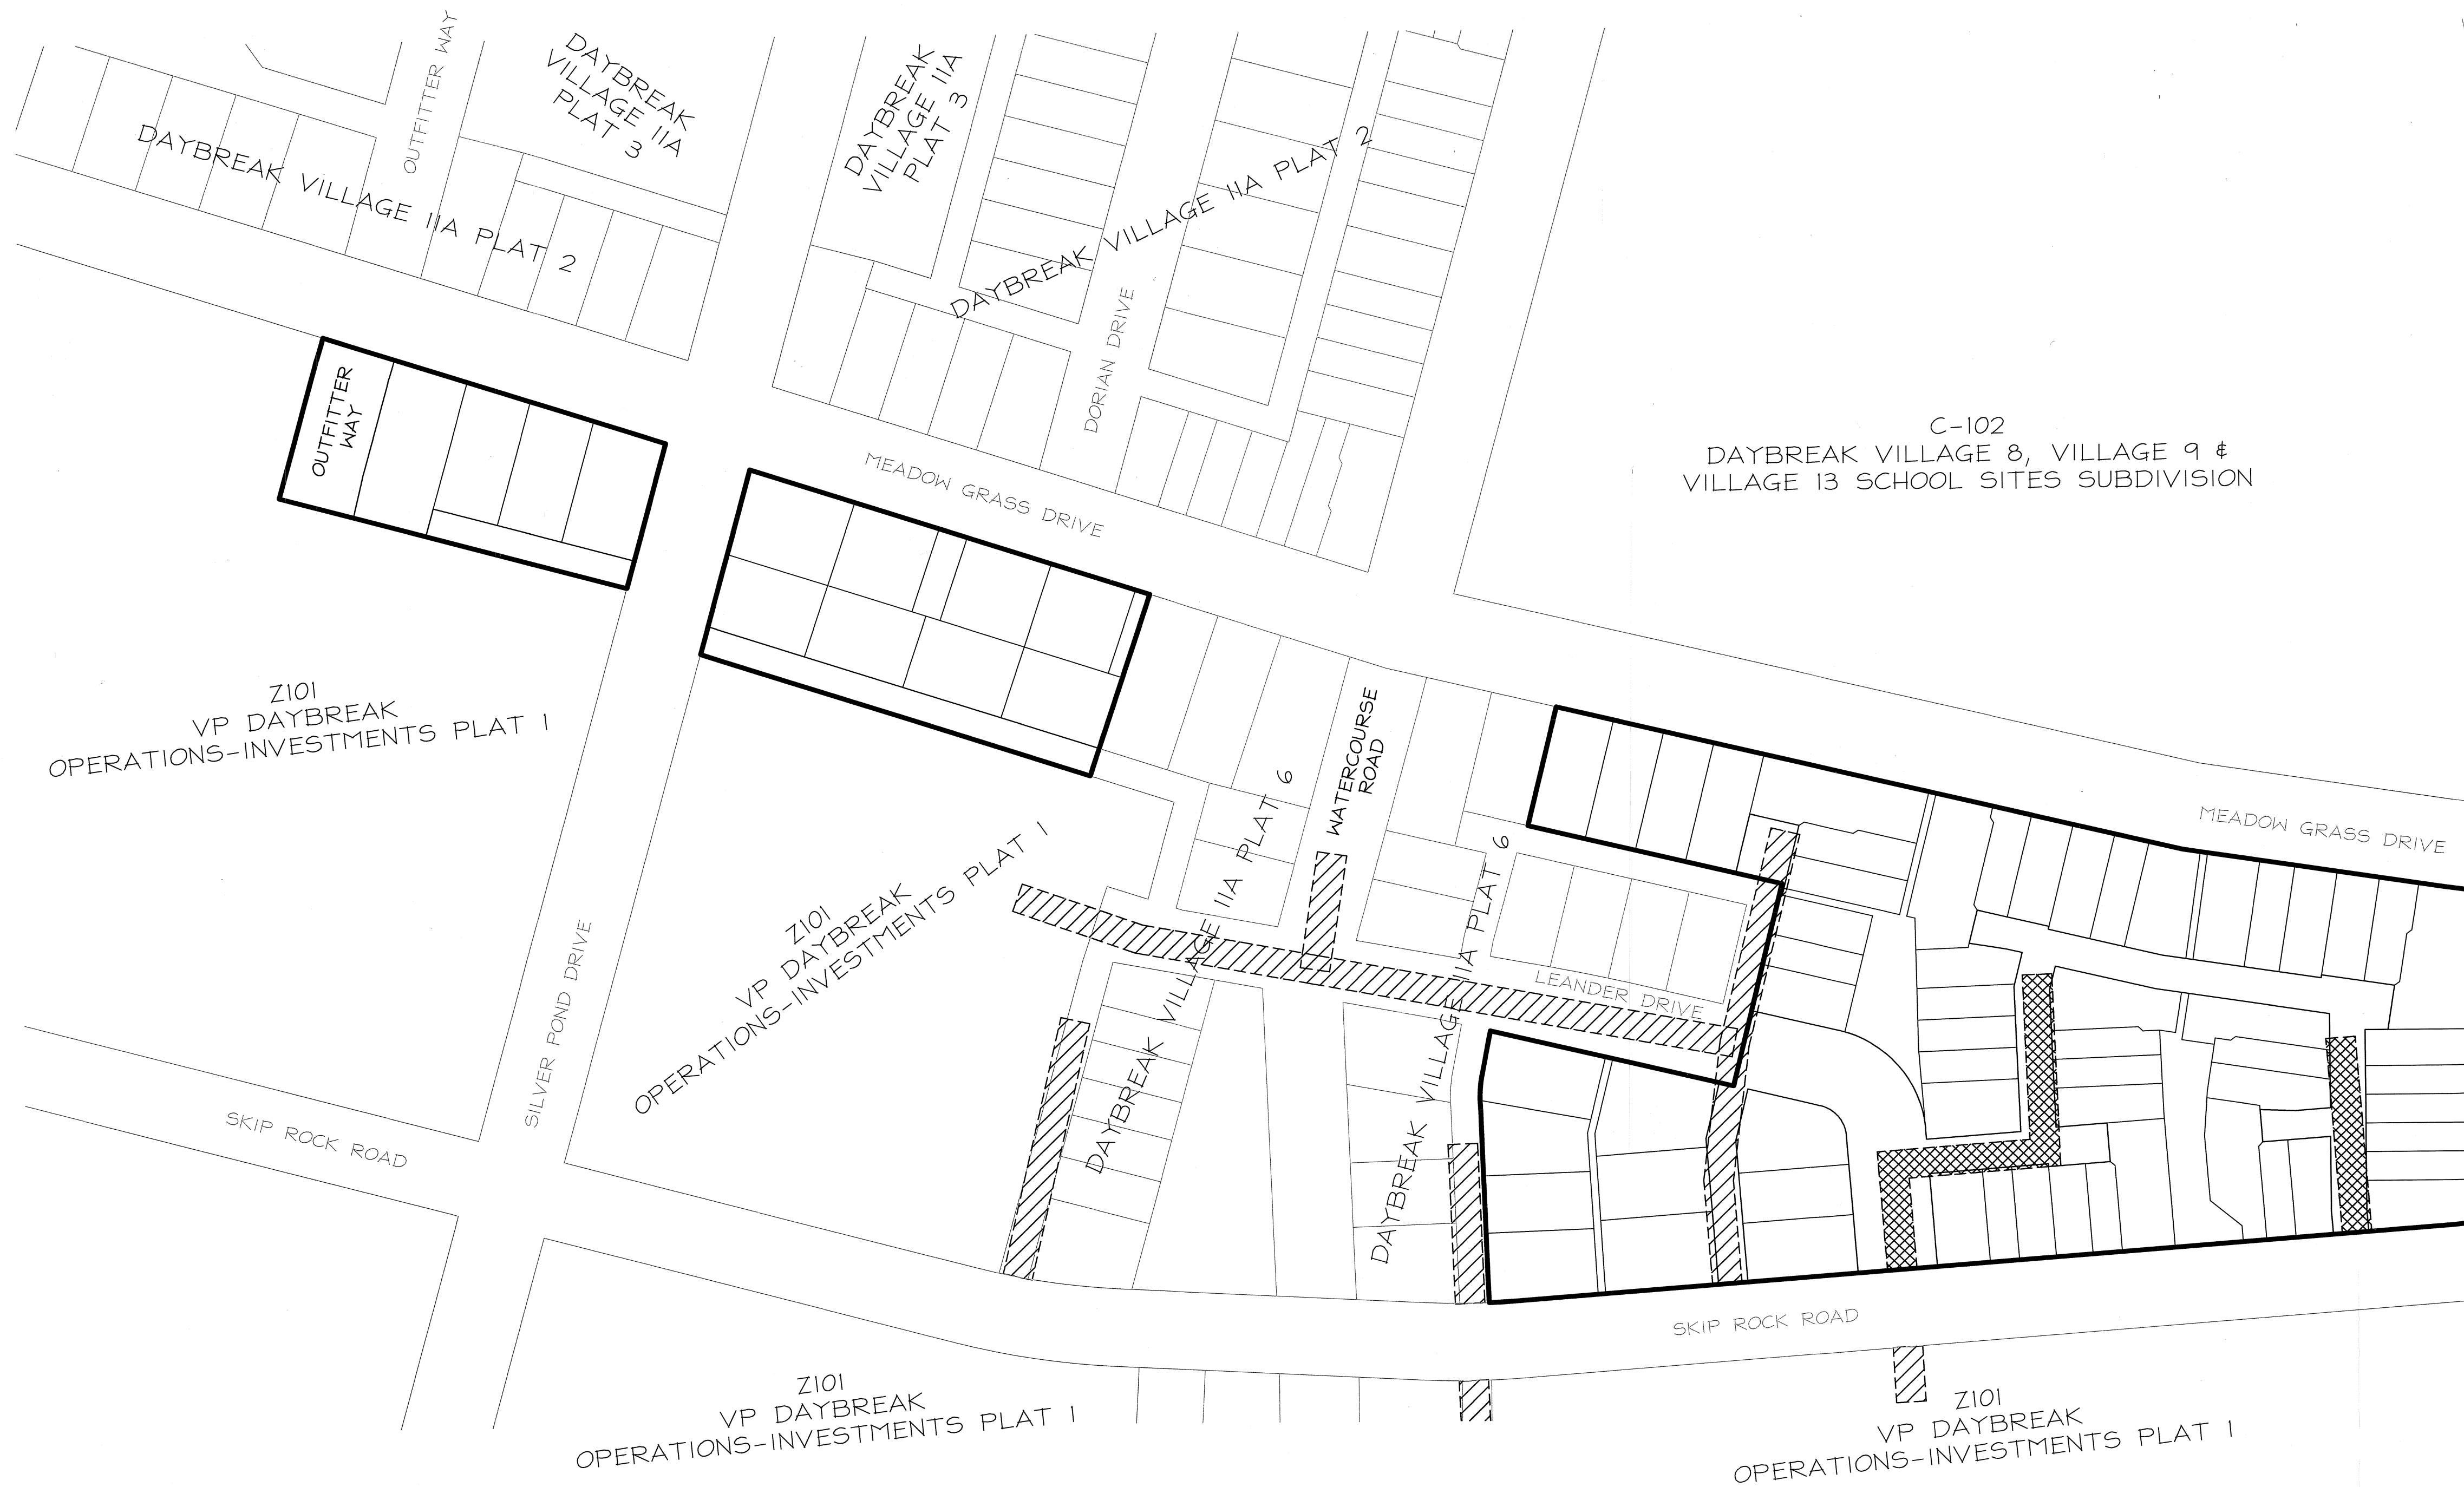 OUTFITTER WAY
DAYBREAK
VILLAGE 11A
PLAT 3
DAYBREAK
VILLAGE 11A
PLAT 3
DAYBREAK VILLAGE 11A PLAT 2
DAYBREAK VILLAGE 11A PLAT 2
DORIAN DRIVE
OUTFITTER
WAY
MEADOW GRASS DRIVE
C-102
DAYBREAK VILLAGE 8, VILLAGE 9 &
VILLAGE 13 SCHOOL SITES SUBDIVISION
Z101
VP DAYBREAK
OPERATIONS-INVESTMENTS PLAT 1
WATERCOURSE
ROAD
MEADOW GRASS DRIVE
Z101
VP DAYBREAK
OPERATIONS-INVESTMENTS PLAT 1
DAYBREAK VILLAGE 11A PLAT 6
DAYBREAK VILLAGE 11A PLAT 6
LEANDER DRIVE
SILVER POND DRIVE
SKIP ROCK ROAD
SKIP ROCK ROAD
Z101
VP DAYBREAK
OPERATIONS-INVESTMENTS PLAT 1
Z101
VP DAYBREAK
OPERATIONS-INVESTMENTS PLAT 1